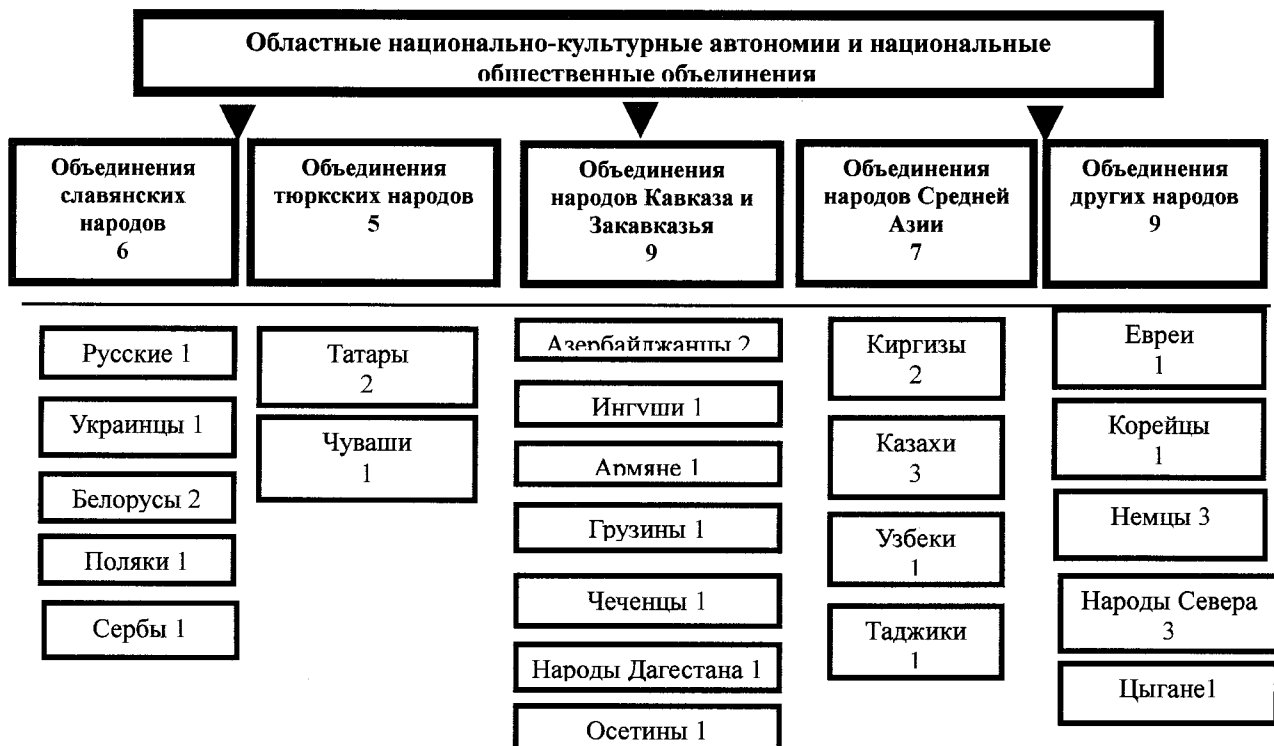 Областные национально-культурные автономии и национальные
общественные объединения
Объединения
славянских
народов
6
Объединения
тюркских народов
5
Объединения
народов Кавказа и
Закавказья
9
Объединения
народов Средней
Азии
7
Объединения
других народов
9
Русские 1
Украинцы 1
Белорусы 2
Поляки 1
Сербы 1
Татары
2
Чуваши
1
Азербайджанцы 2
Ингуши 1
Армяне 1
Грузины 1
Чеченцы 1
Народы Дагестана 1
Осетины 1
Киргизы
2
Казахи
3
Узбеки
1
Таджики
1
Евреи
1
Корейцы
1
Немцы 3
Народы Севера
3
Цыгане1